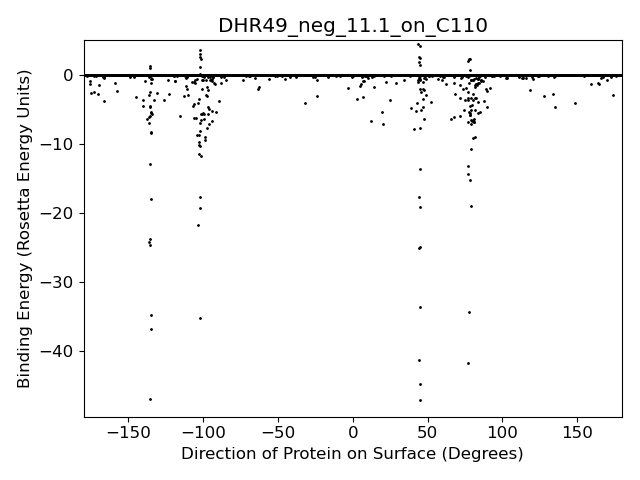 DHR49_neg_11.1_on_C110
Binding Energy (Rosetta Energy Units)
0
−10
−20
−30
−40
−150 −100 −50 0 50 100 150
Direction of Protein on Surface (Degrees)